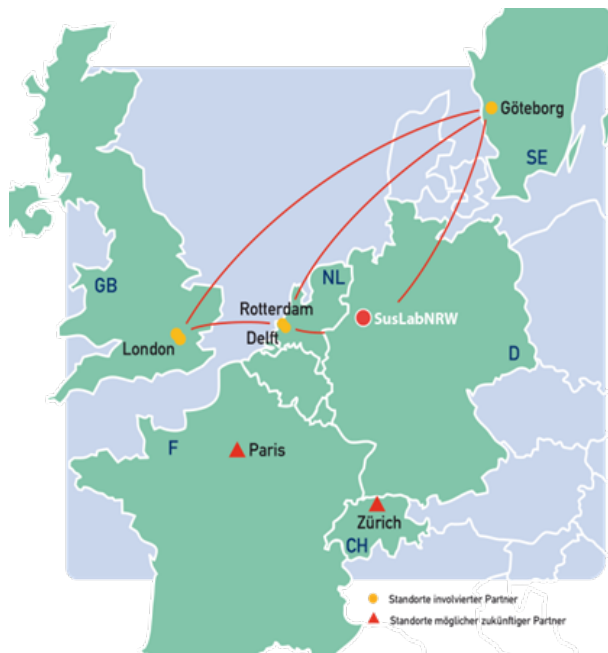 Göteborg
SE
GB
NL
Rotterdam
SusLabNRW
Delft
London
D
F
Paris
Zürich
CH
Standorte involvierter Partner
Standorte möglicher zukünftiger Partner